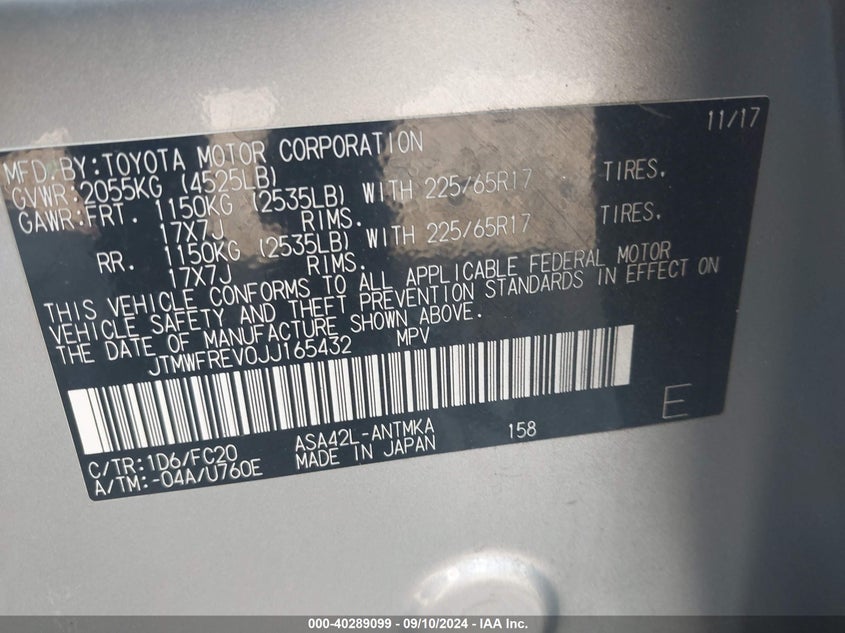 11/17
MFD. BY: TOYOTA MOTOR CORPORATION
GVWR: 2055KG (4525LB)
GAWR: FRT. 1150KG (2535LB) WITH 225/65R17 TIRES.
17X7J RIMS.
RR. 1150KG (2535LB) WITH 225/65R17 TIRES.
17X7J RIMS.
THIS VEHICLE CONFORMS TO ALL APPLICABLE FEDERAL MOTOR
VEHICLE SAFETY AND THEFT PREVENTION STANDARDS IN EFFECT ON
THE DATE OF MANUFACTURE SHOWN ABOVE.
JTMWFREV0JJ165432 MPV
E
C/TR: 1D6/FC20 ASA42L-ANTMKA 158
A/TM: -04A/U760E MADE IN JAPAN
000-40289099 - 09/10/2024 - IAA Inc.